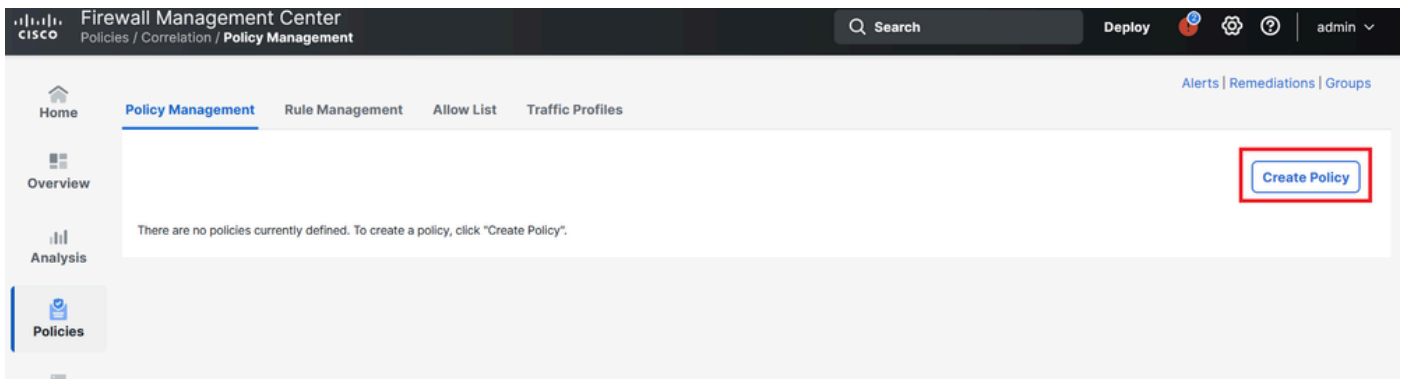 Firewall Management Center
CISCO Policies / Correlation / Policy Management
Search
Deploy
2
admin
Alerts | Remediations | Groups
Home
Policy Management Rule Management Allow List Traffic Profiles
Overview
Create Policy
There are no policies currently defined. To create a policy, click "Create Policy".
Analysis
Policies